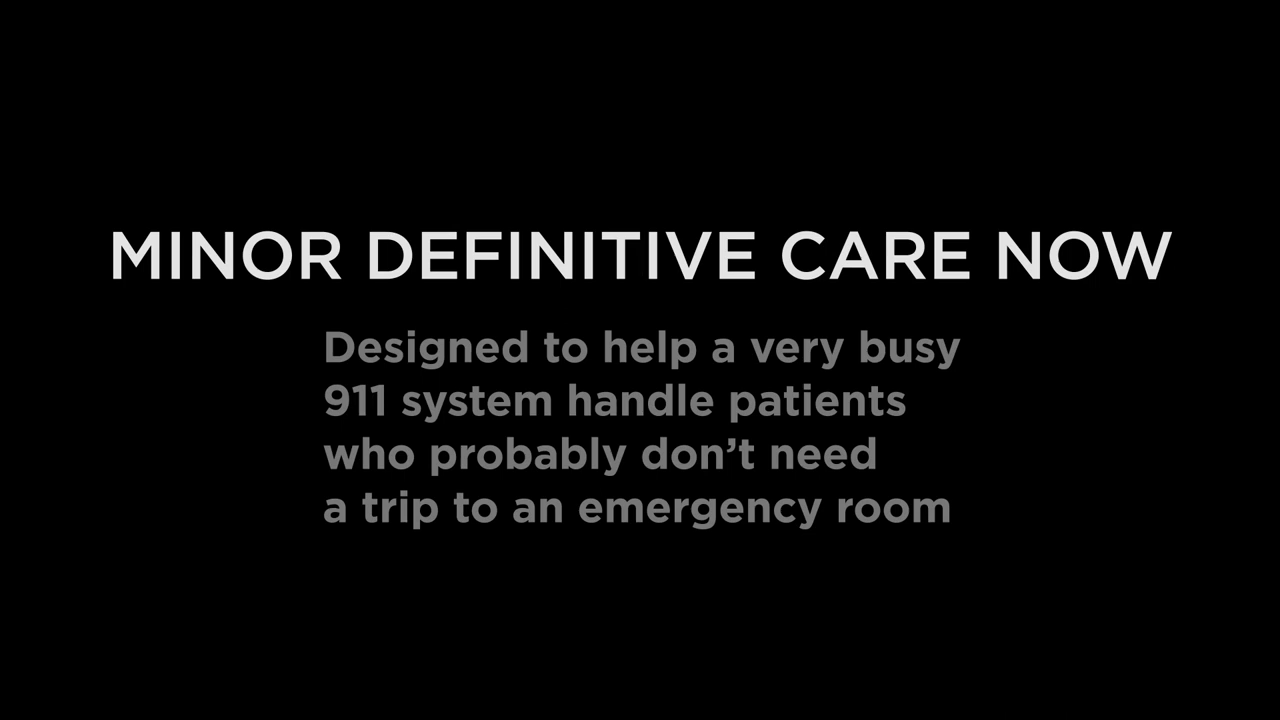 MINOR DEFINITIVE CARE NOW
Designed to help a very busy
911 system handle patients
who probably don’t need
a trip to an emergency room